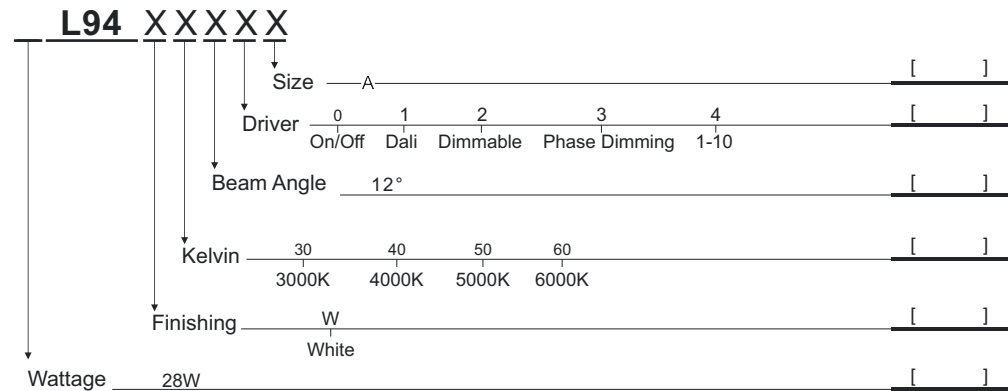 L94 X X X X X
Size A [ ]
Driver 0 1 2 3 4 [ ]
On/Off Dali Dimmable Phase Dimming 1-10
Beam Angle 12° [ ]
Kelvin 30 40 50 60 [ ]
3000K 4000K 5000K 6000K
Finishing W [ ]
White
Wattage 28W [ ]